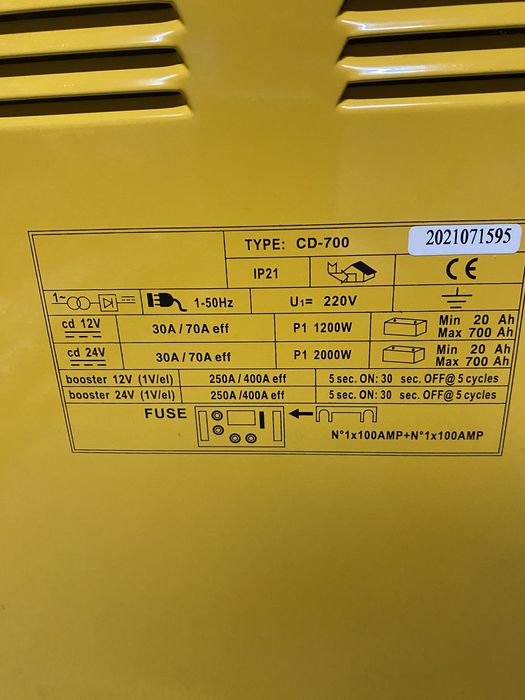 TYPE: CD-700 2021071595
IP21 CE
1~ 1-50Hz U1= 220V
cd 12V 30A / 70A eff P1 1200W Min 20 Ah
Max 700 Ah
cd 24V 30A / 70A eff P1 2000W Min 20 Ah
Max 700 Ah
booster 12V (1V/el) 250A / 400A eff 5 sec. ON: 30 sec. OFF@ 5 cycles
booster 24V (1V/el) 250A / 400A eff 5 sec. ON: 30 sec. OFF@ 5 cycles
FUSE
N°1x100AMP+N°1x100AMP